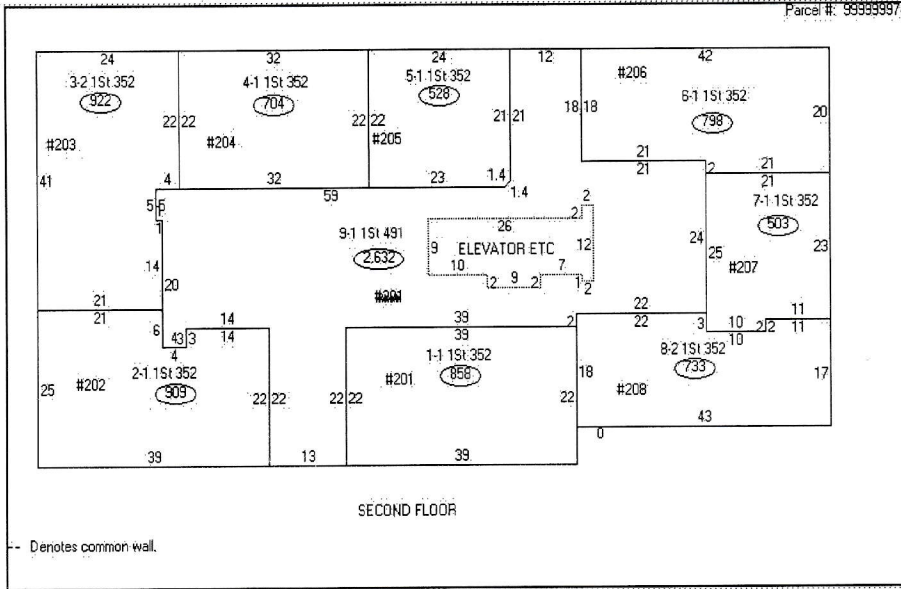 Parcel #: 99999997
24 32 24 12 42
3-2 1St 352 4-1 1St 352 5-1 1St 352 #206 6-1 1St 352
922 704 528 798
22 22 22 22 21 21 18 18 20
#203 #204 #205
41
21 21
21 2 21
4 32 23 1.4
59 1.4 7-1 1St 352
5 5 2 503
1 26 2
9-1 1St 491 9 ELEVATOR ETC 12 24 25 23
2,632 10 7 #207
14 20 2 9 2 1 2
#201
21 14 39 22 10 11
21 6 43 3 14 39 2 22 3 10 2 2 11
4
2-1 1St 352 1-1 1St 352 8-2 1St 352
25 #202 909 #201 858 18 733 17
22 22 22 22 22 #208
43
0
39 13 39
SECOND FLOOR
-- Denotes common wall.